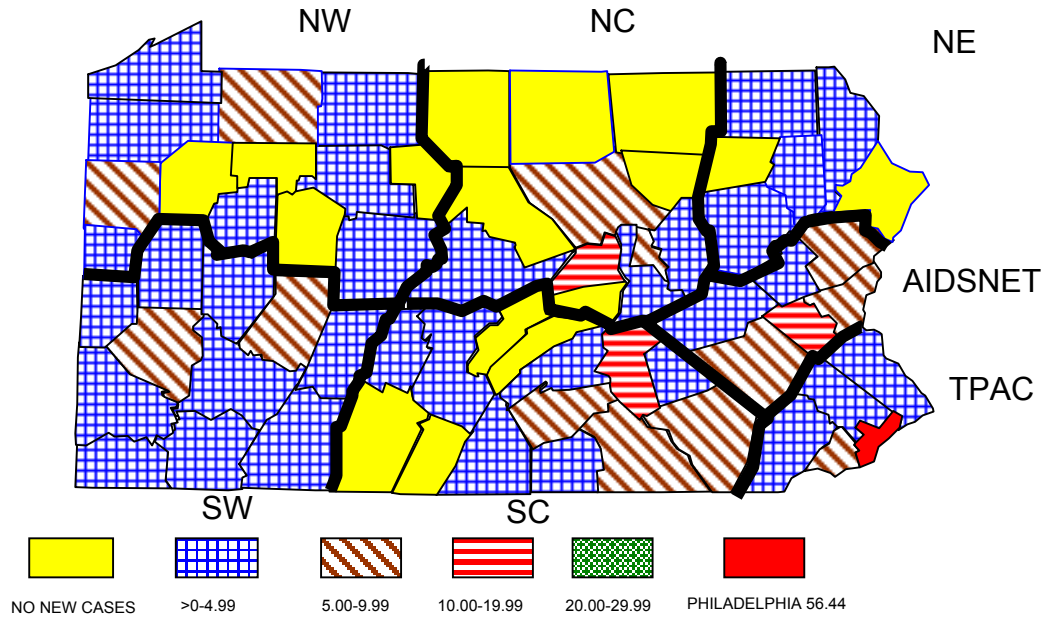 NW
NC
NE
AIDSNET
TPAC
SW
SC
NO NEW CASES
>0-4.99
5.00-9.99
10.00-19.99
20.00-29.99
PHILADELPHIA 56.44